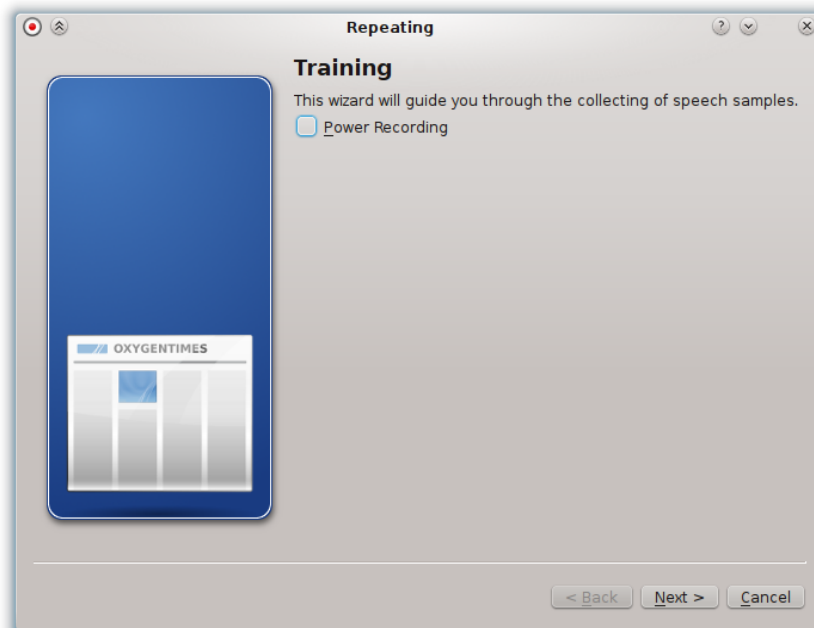 Repeating
Training
This wizard will guide you through the collecting of speech samples.
Power Recording
OXYGENTIMES
< Back Next > Cancel